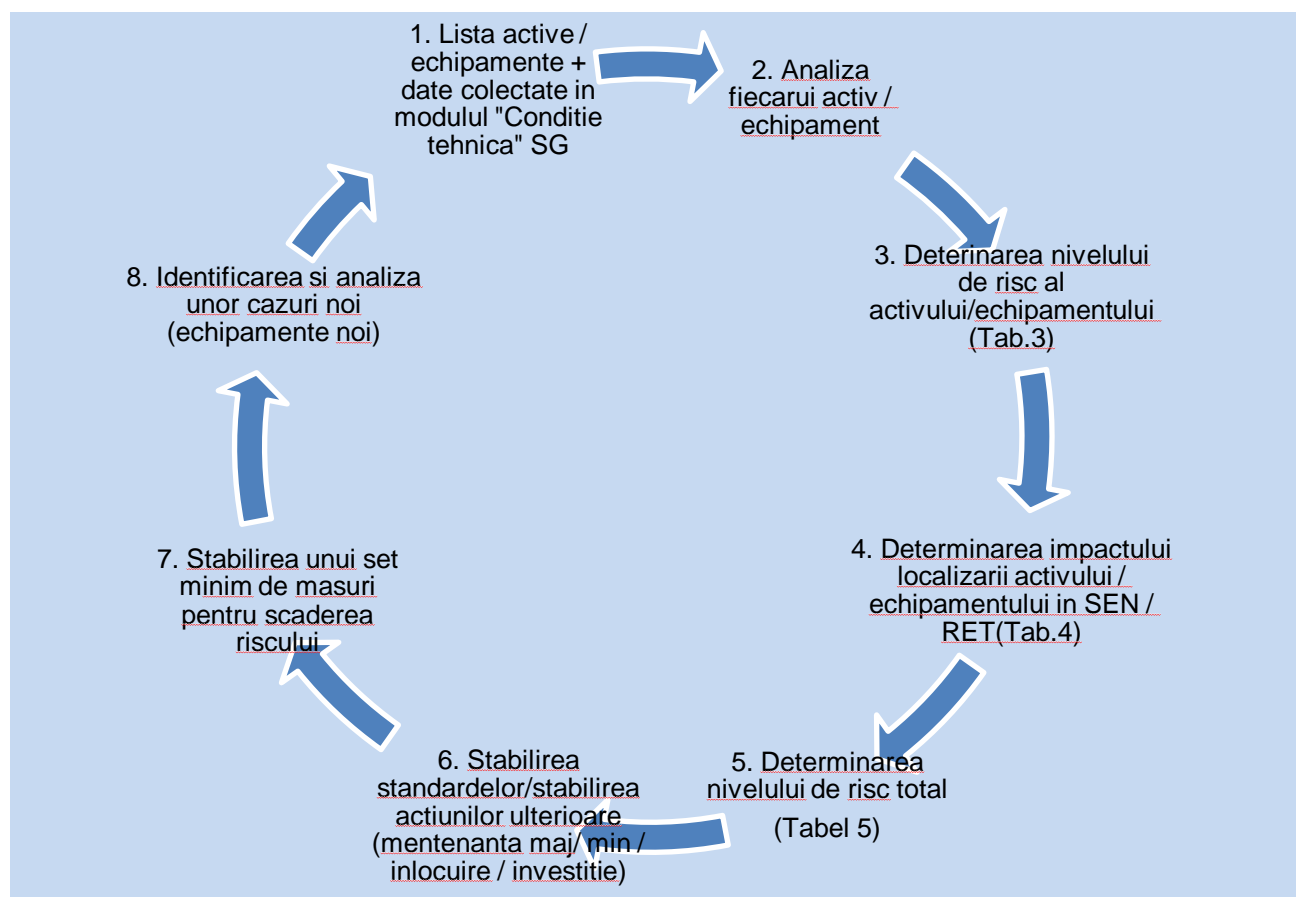 1. Lista active /
echipamente +
date colectate in
modulul "Conditie
tehnica" SG
2. Analiza
fiecarui activ /
echipament
3. Deterinarea nivelului
de risc al
activului/echipamentului
(Tab.3)
4. Determinarea impactului
localizarii activului /
echipamentului in SEN /
RET(Tab.4)
5. Determinarea
nivelului de risc total
(Tabel 5)
6. Stabilirea
standardelor/stabilirea
actiunilor ulterioare
(mentenanta maj/ min /
inlocuire / investitie)
7. Stabilirea unui set
minim de masuri
pentru scaderea
riscului
8. Identificarea si analiza
unor cazuri noi
(echipamente noi)